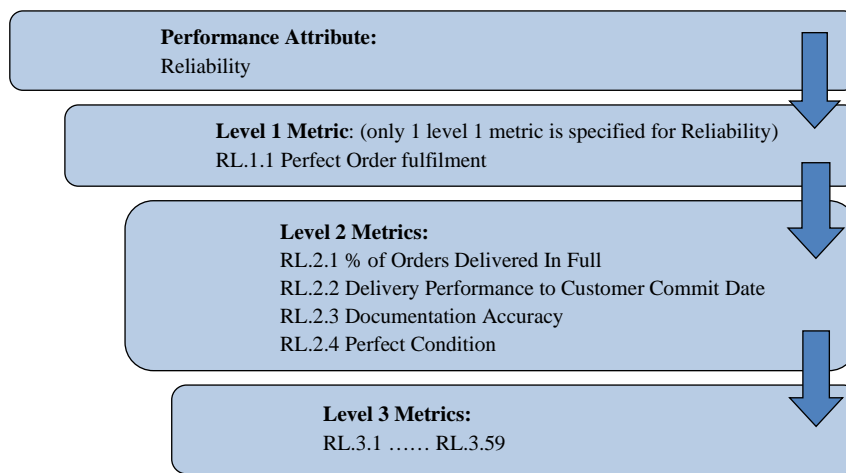 Performance Attribute:
Reliability
Level 1 Metric: (only 1 level 1 metric is specified for Reliability)
RL.1.1 Perfect Order fulfilment
Level 2 Metrics:
RL.2.1 % of Orders Delivered In Full
RL.2.2 Delivery Performance to Customer Commit Date
RL.2.3 Documentation Accuracy
RL.2.4 Perfect Condition
Level 3 Metrics:
RL.3.1 …… RL.3.59